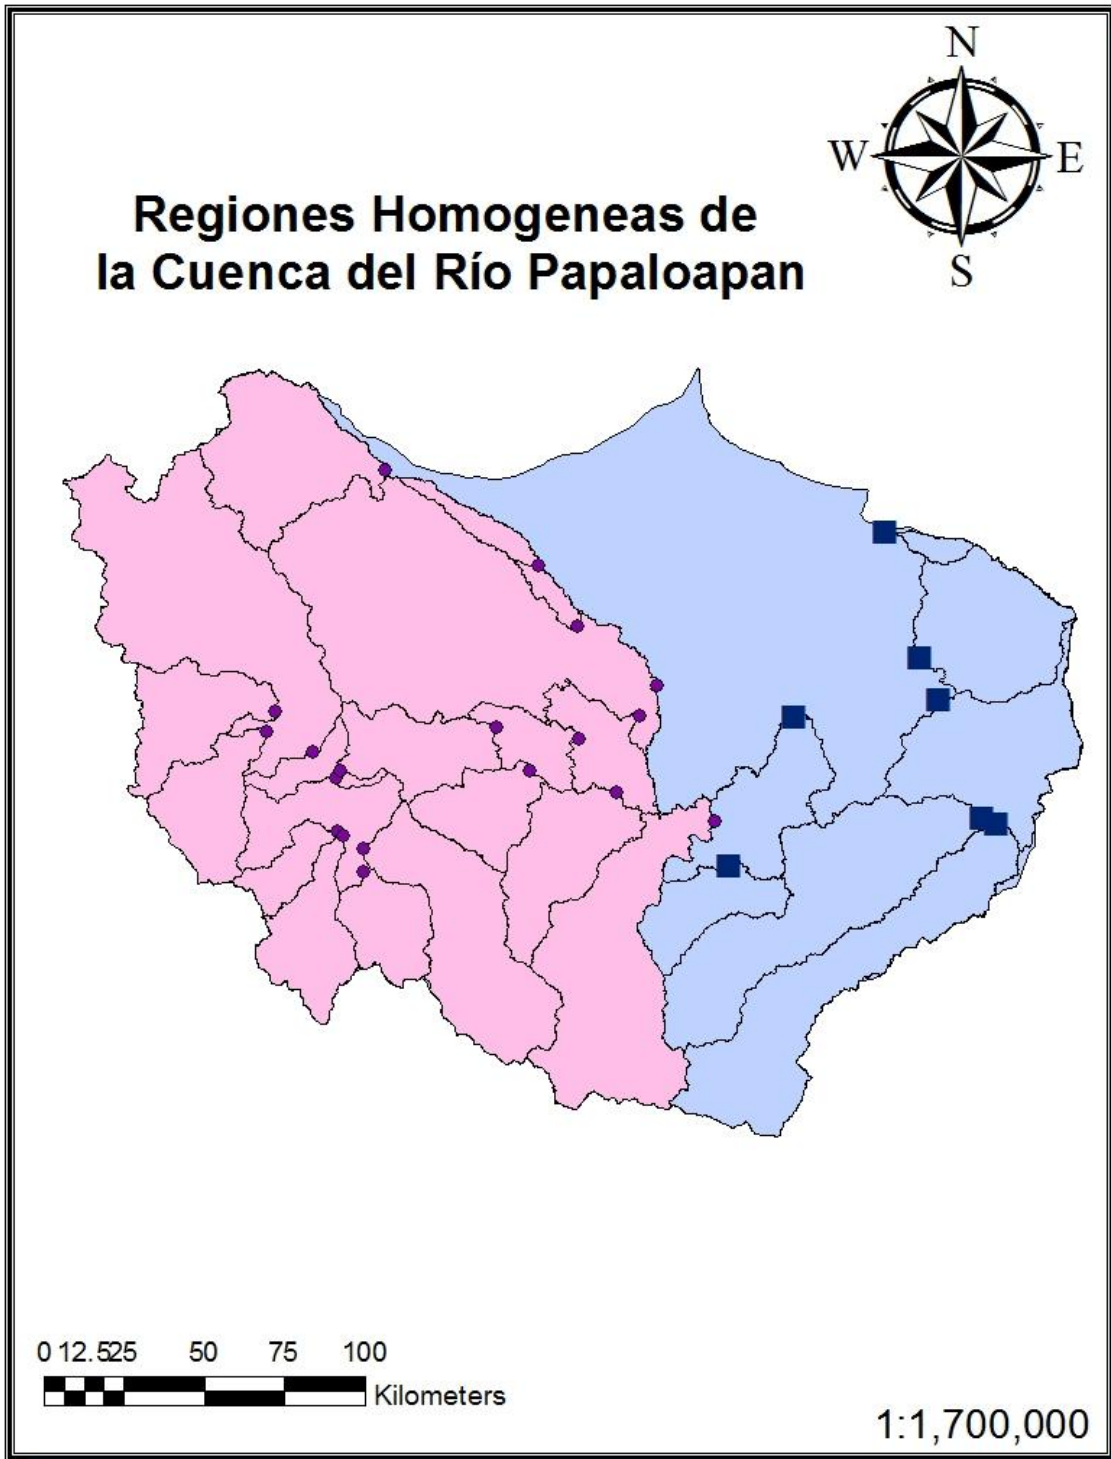 N
W E
S
Regiones Homogeneas de
la Cuenca del Río Papaloapan
0 12.525 50 75 100
Kilometers
1:1,700,000